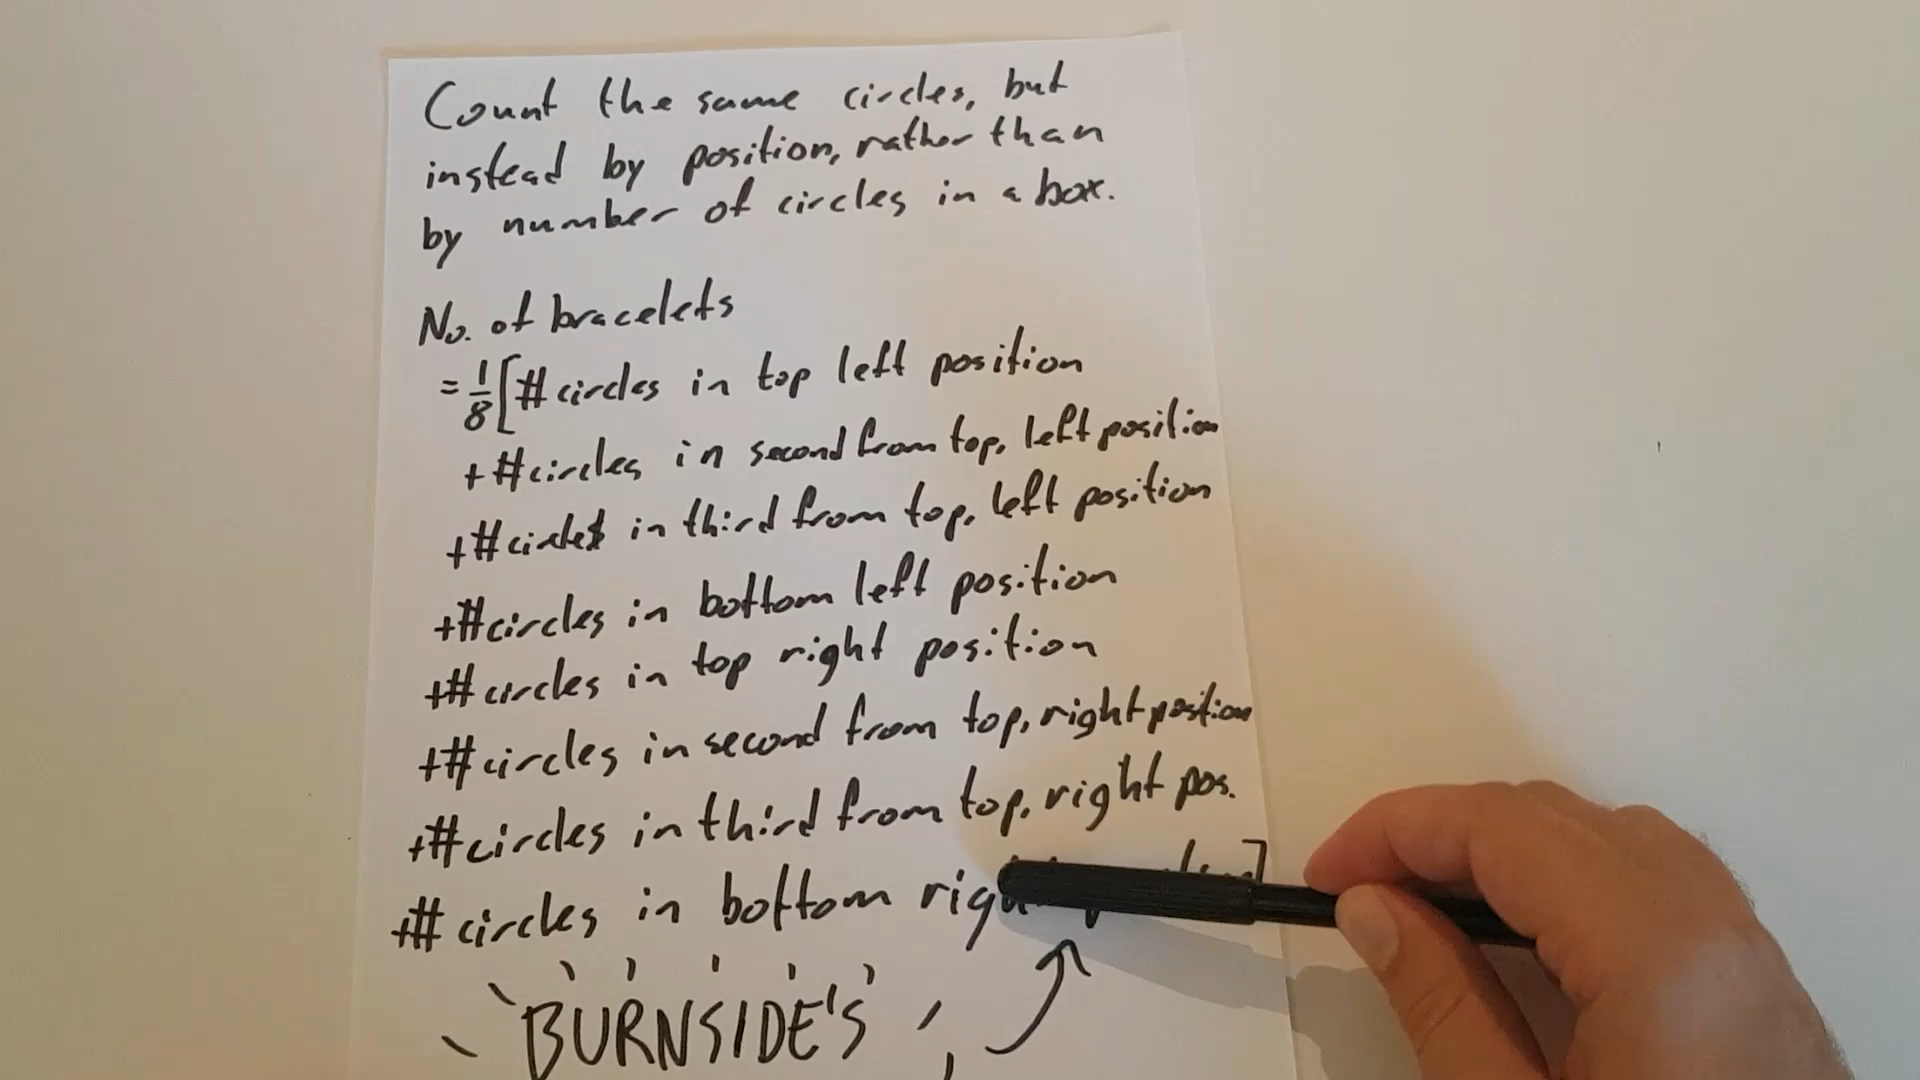 Count the same circles, but
instead by position, rather than
by number of circles in a box.
No. of bracelets
= 1/8 [# circles in top left position
+ # circles in second from top, left position
+ # circles in third from top, left position
+ # circles in bottom left position
+ # circles in top right position
+ # circles in second from top, right position
+ # circles in third from top, right pos.
+ # circles in bottom right ]
BURNSIDE'S